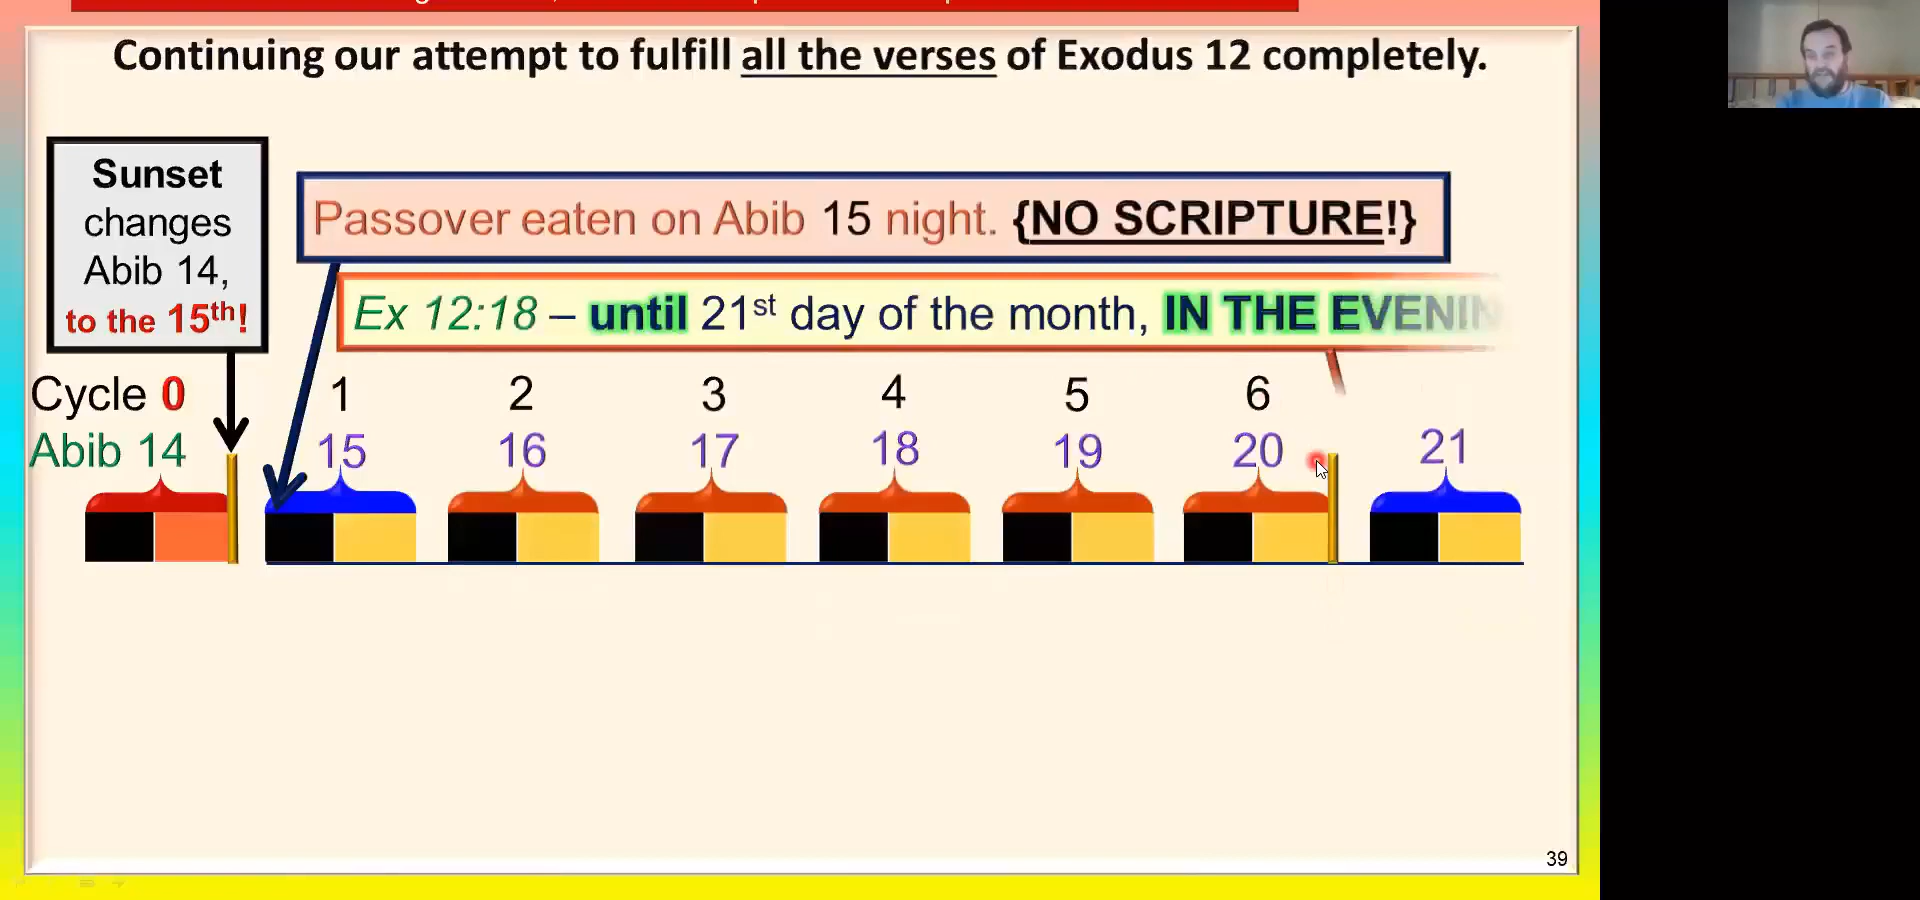 Continuing our attempt to fulfill all the verses of Exodus 12 completely.
Sunset
changes
Abib 14,
to the 15th!
Passover eaten on Abib 15 night. {NO SCRIPTURE!}
Ex 12:18 – until 21st day of the month, IN THE EVENIN
Cycle 0 1 2 3 4 5 6
Abib 14 15 16 17 18 19 20 21
39